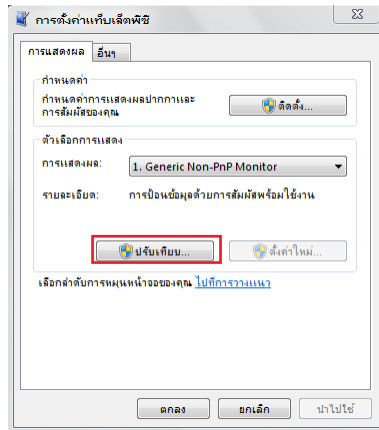 การตั้งค่าแท็บเล็ตพีซี
การแสดงผล อื่นๆ
กำหนดค่า
กำหนดค่าการแสดงผลปากกาและ
การสัมผัสของคุณ
ติดตั้ง...
ตัวเลือกการแสดง
การแสดงผล: 1. Generic Non-PnP Monitor
รายละเอียด: การป้อนข้อมูลด้วยการสัมผัสพร้อมใช้งาน
ปรับเทียบ... ตั้งค่าใหม่...
เลือกลำดับการหมุนหน้าจอของคุณ ไปที่การวางแนว
ตกลง ยกเลิก นำไปใช้